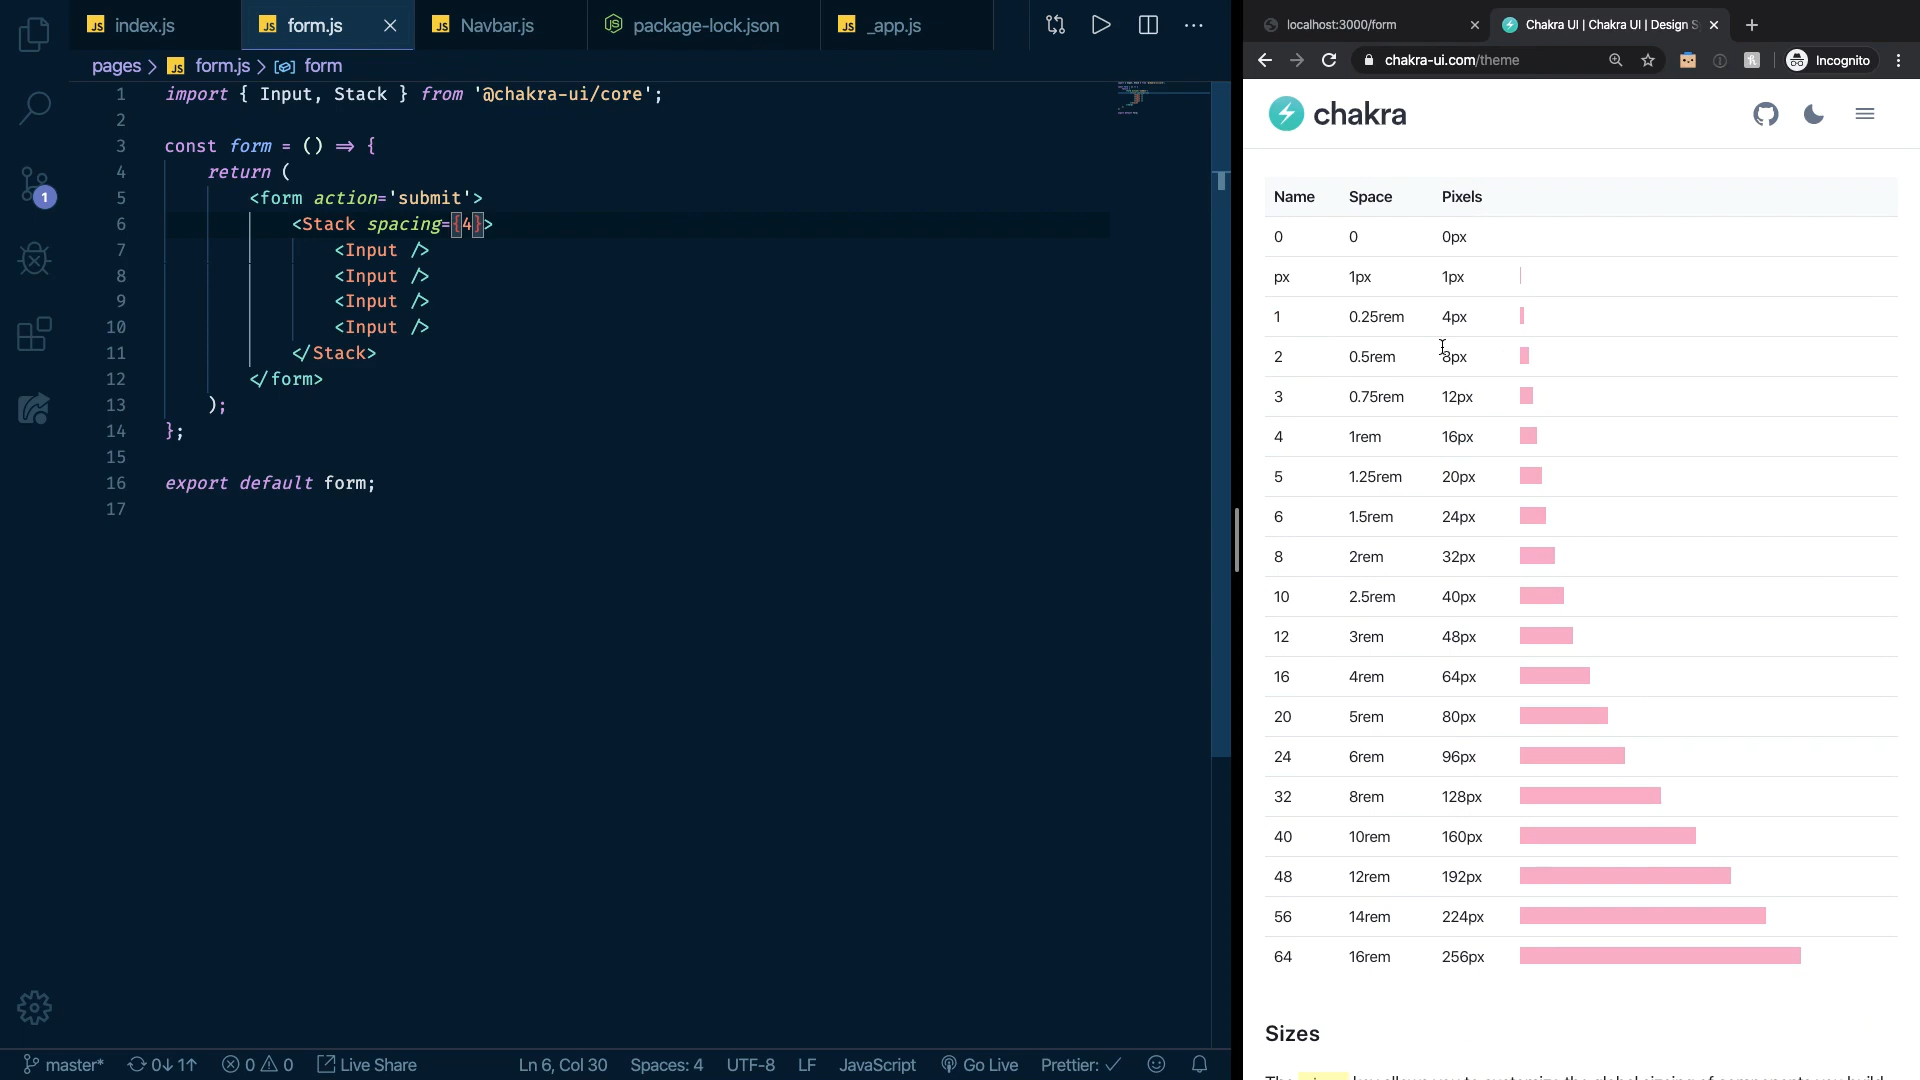 index.js
form.js
Navbar.js
package-lock.json
_app.js
pages > form.js > form
1 import { Input, Stack } from '@chakra-ui/core';
2
3 const form = () => {
4 return (
5 <form action='submit'>
6 <Stack spacing={4}>
7 <Input />
8 <Input />
9 <Input />
10 <Input />
11 </Stack>
12 </form>
13 );
14 };
15
16 export default form;
17
1
master* 0↓ 1↑ 0 0 Live Share Ln 6, Col 30 Spaces: 4 UTF-8 LF JavaScript Go Live Prettier: ✓
localhost:3000/form
Chakra UI | Chakra UI | Design S
chakra-ui.com/theme
Incognito
chakra
Name Space Pixels
0 0 0px
px 1px 1px
1 0.25rem 4px
2 0.5rem 8px
3 0.75rem 12px
4 1rem 16px
5 1.25rem 20px
6 1.5rem 24px
8 2rem 32px
10 2.5rem 40px
12 3rem 48px
16 4rem 64px
20 5rem 80px
24 6rem 96px
32 8rem 128px
40 10rem 160px
48 12rem 192px
56 14rem 224px
64 16rem 256px
Sizes